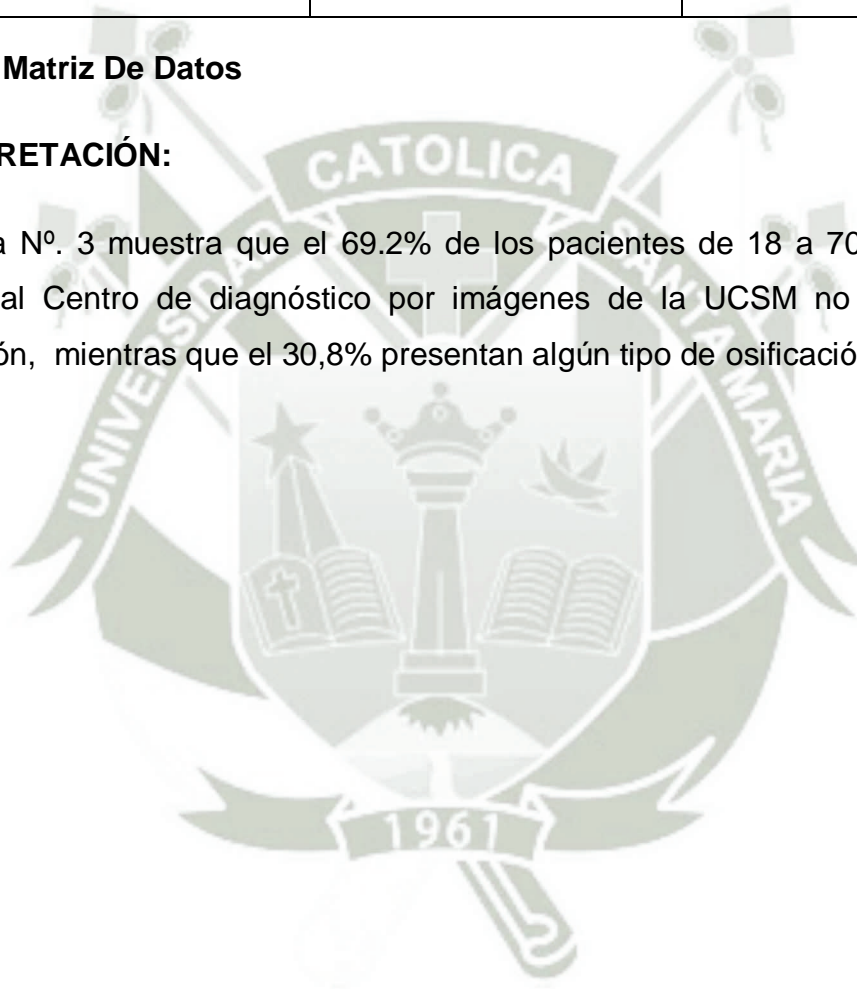 Matriz De Datos
RETACIÓN:
a Nº. 3 muestra que el 69.2% de los pacientes de 18 a 70
al Centro de diagnóstico por imágenes de la UCSM no
ón, mientras que el 30,8% presentan algún tipo de osificació
UNIVERSIDAD CATOLICA SANTA MARIA
1961